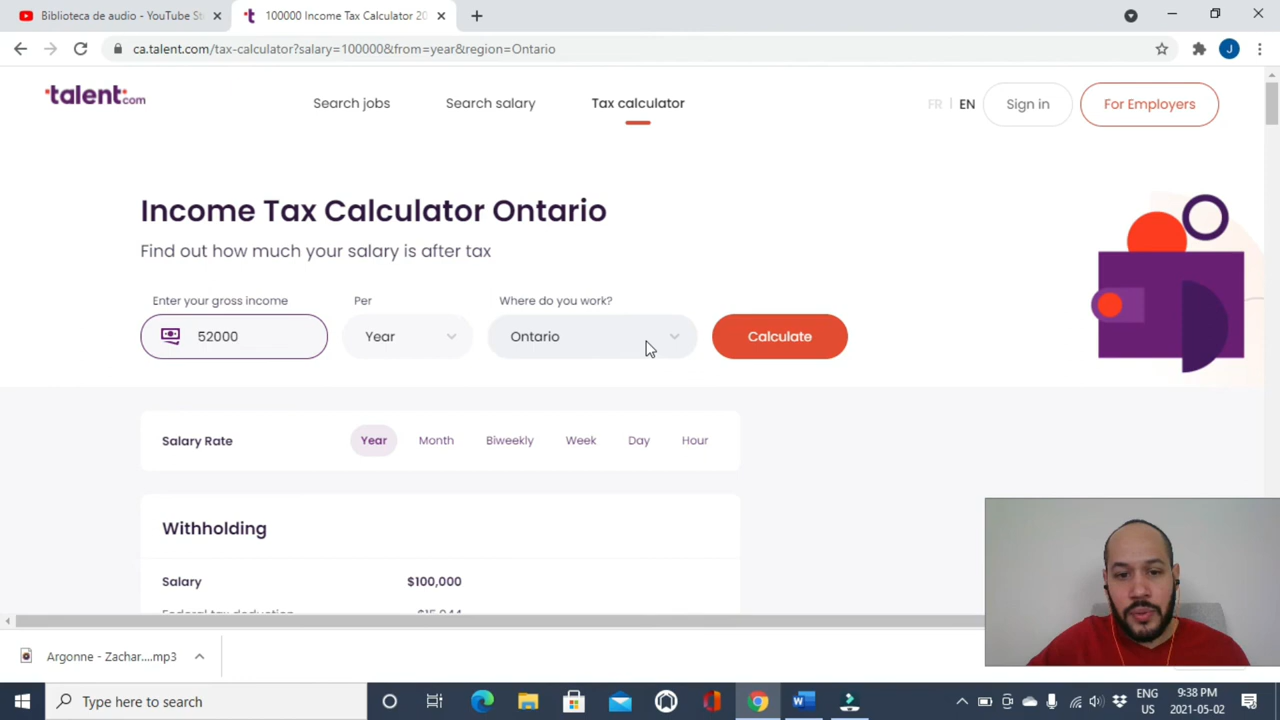 Biblioteca de audio - YouTube St
100000 Income Tax Calculator 20
ca.talent.com/tax-calculator?salary=100000&from=year&region=Ontario
J
talent.com
Search jobs
Search salary
Tax calculator
FR | EN
Sign in
For Employers
Income Tax Calculator Ontario
Find out how much your salary is after tax
Enter your gross income
Per
Where do you work?
52000
Year
Ontario
Calculate
Salary Rate
Year
Month
Biweekly
Week
Day
Hour
Withholding
Salary
$100,000
Federal tax deduction
Argonne - Zachar....mp3
Type here to search
ENG
US
9:38 PM
2021-05-02